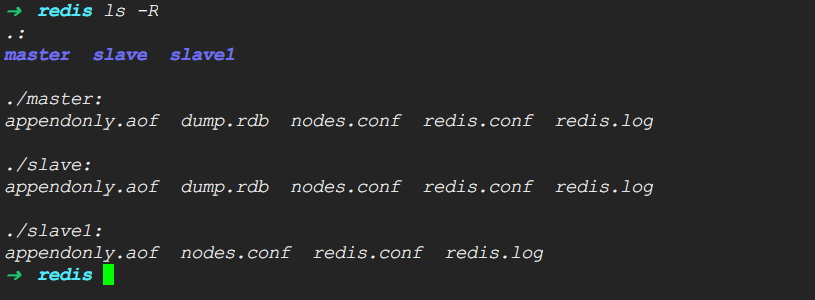 ➜ redis ls -R
.:
master slave slave1
./master:
appendonly.aof dump.rdb nodes.conf redis.conf redis.log
./slave:
appendonly.aof dump.rdb nodes.conf redis.conf redis.log
./slave1:
appendonly.aof nodes.conf redis.conf redis.log
➜ redis